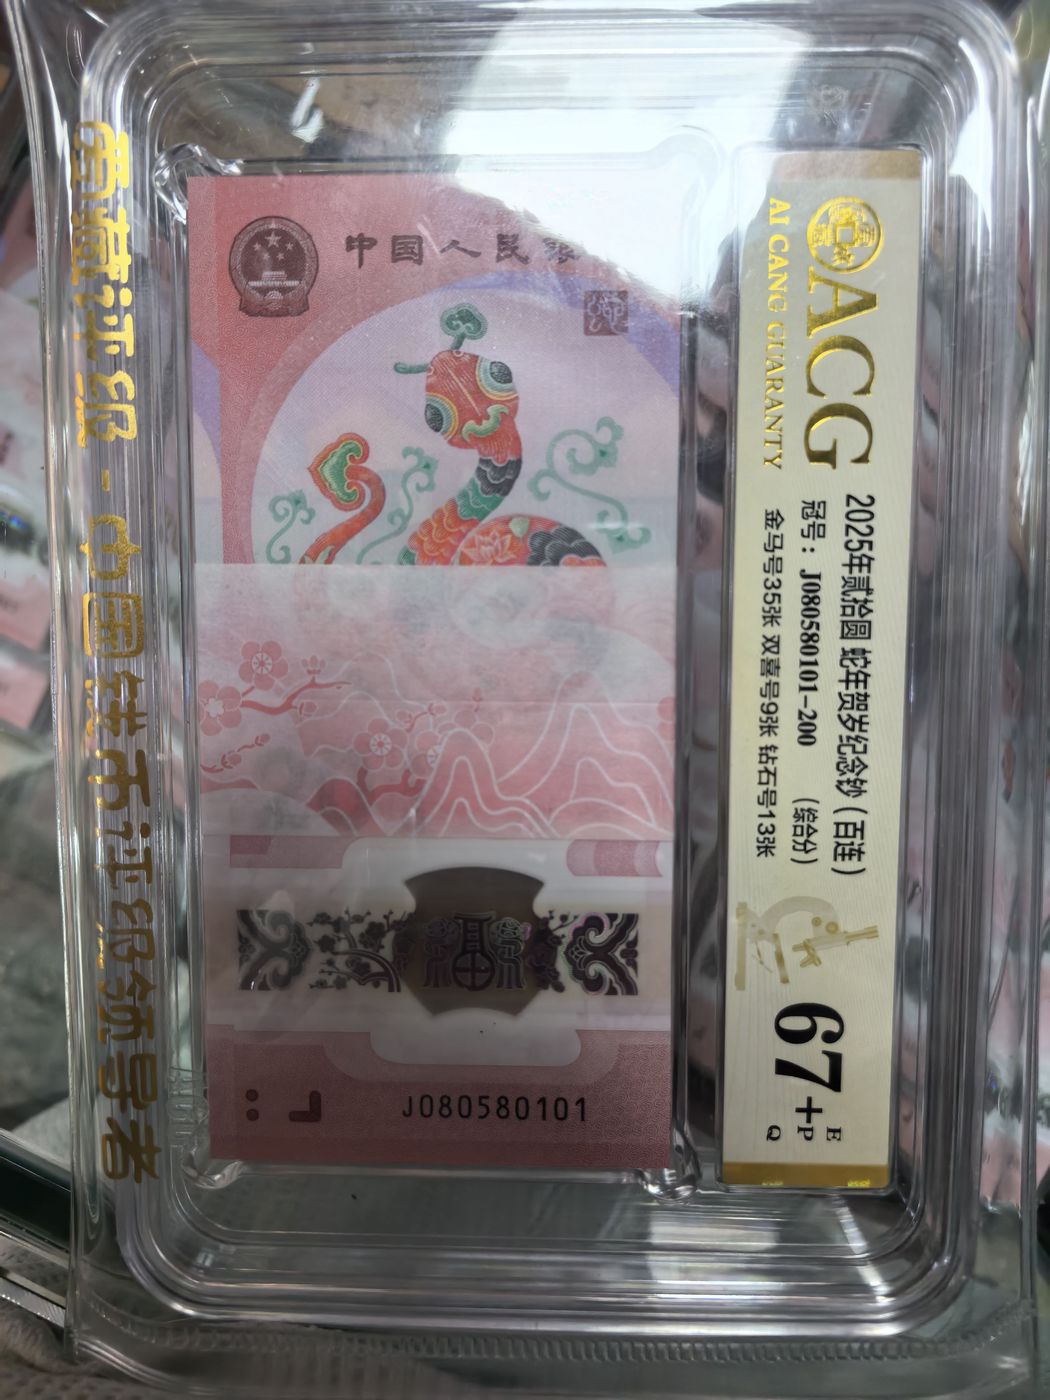 爱藏评级-中国钱币评级领导者
中国人民
J080580101
ACG
AI CANG GUARANTY
2025年贰拾圆 蛇年贺岁纪念钞（百连）
冠号：J080580101-200 （综合分）
金马号35张 双喜号9张 钻石号13张
67+
E
P
Q